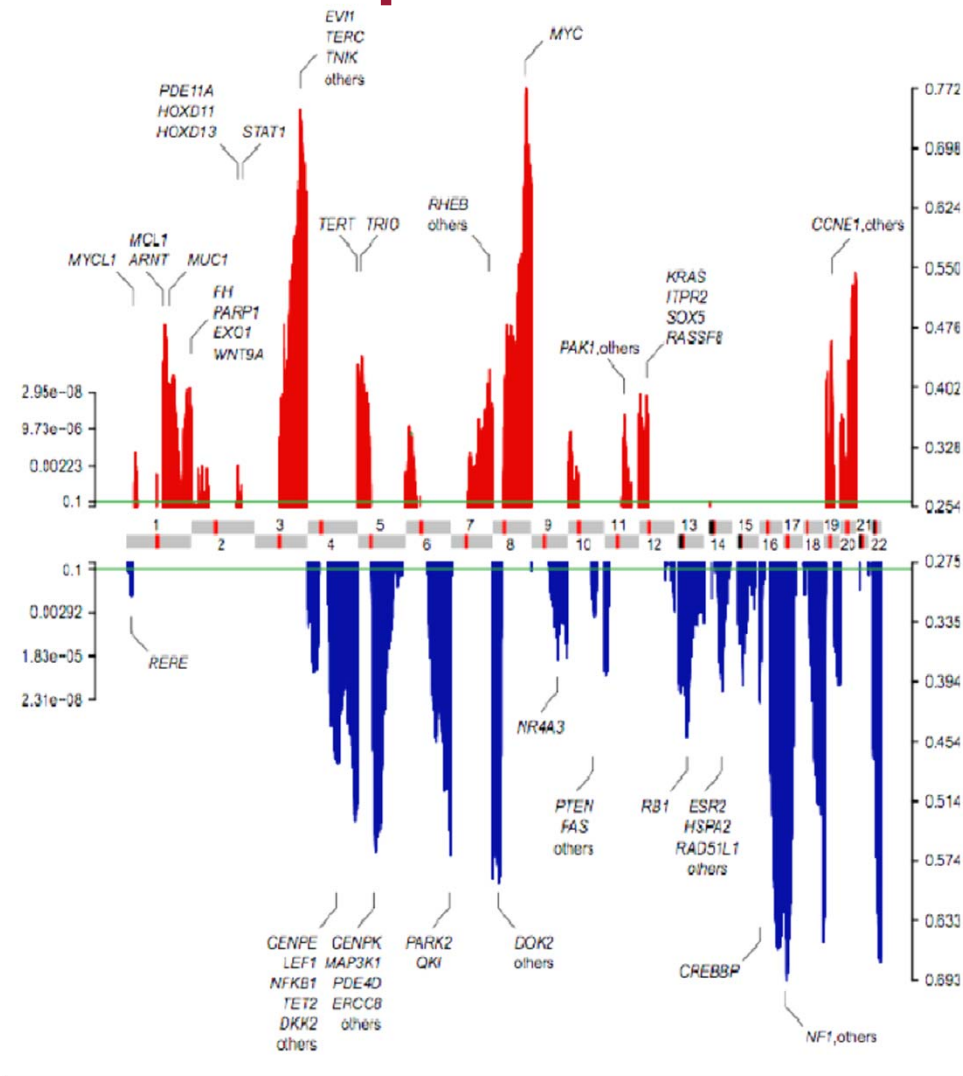 EVI1
TERC
TNIK
others
MYC
PDE11A
HOXD11
HOXD13
STAT1
RHEB
others
TERT TRIO
CCNE1,others
MYCL1
MCL1
ARNT
MUC1
FH
PARP1
EXO1
WNT9A
PAK1,others
KRAS
ITPR2
SOX5
RASSF8
0.772
0.698
0.624
0.550
0.476
0.402
0.328
0.254
2.95e-08
9.73e-06
0.00223
0.1
1 3 5 7 9 11 13 15 17 19 21
2 4 6 8 10 12 14 16 18 20 22
0.1
0.00292
1.83e-05
2.31e-08
0.275
0.335
0.394
0.454
0.514
0.574
0.633
0.693
RERE
NR4A3
PTEN
FAS
others
RB1
ESR2
HSPA2
RAD51L1
others
CENPE
LEF1
NFKB1
TET2
DKK2
others
CENPK
MAP3K1
PDE4D
ERCC8
others
PARK2
QKI
DOK2
others
CREBBP
NF1,others